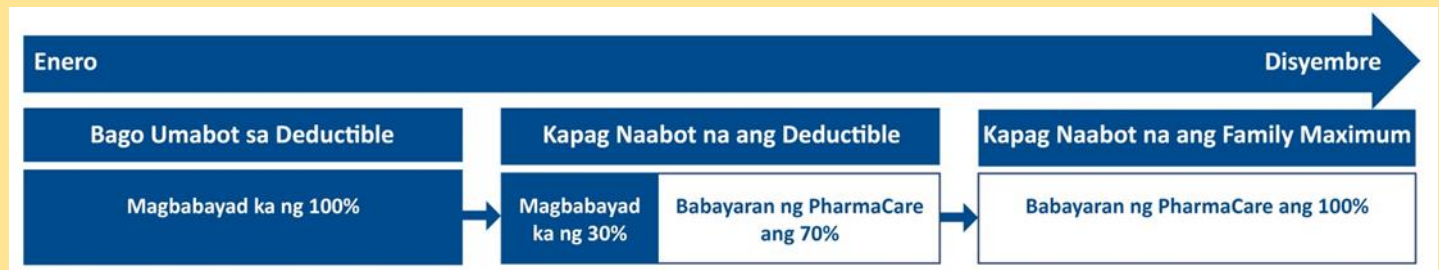 Enero
Disyembre
Bago Umabot sa Deductible
Kapag Naabot na ang Deductible
Kapag Naabot na ang Family Maximum
Magbabayad ka ng 100%
Magbabayad
ka ng 30%
Babayaran ng PharmaCare
ang 70%
Babayaran ng PharmaCare ang 100%